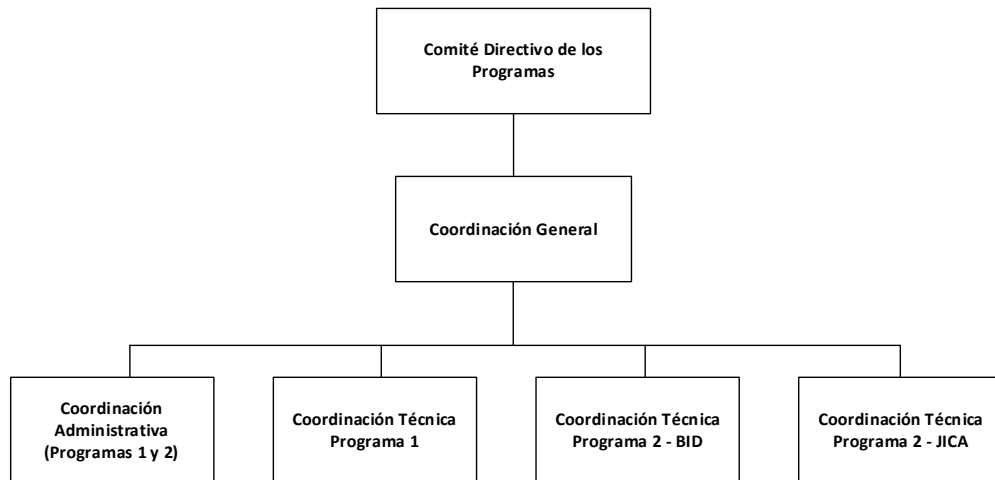 Comité Directivo de los
Programas
Coordinación General
Coordinación
Administrativa
(Programas 1 y 2)
Coordinación Técnica
Programa 1
Coordinación Técnica
Programa 2 - BID
Coordinación Técnica
Programa 2 - JICA